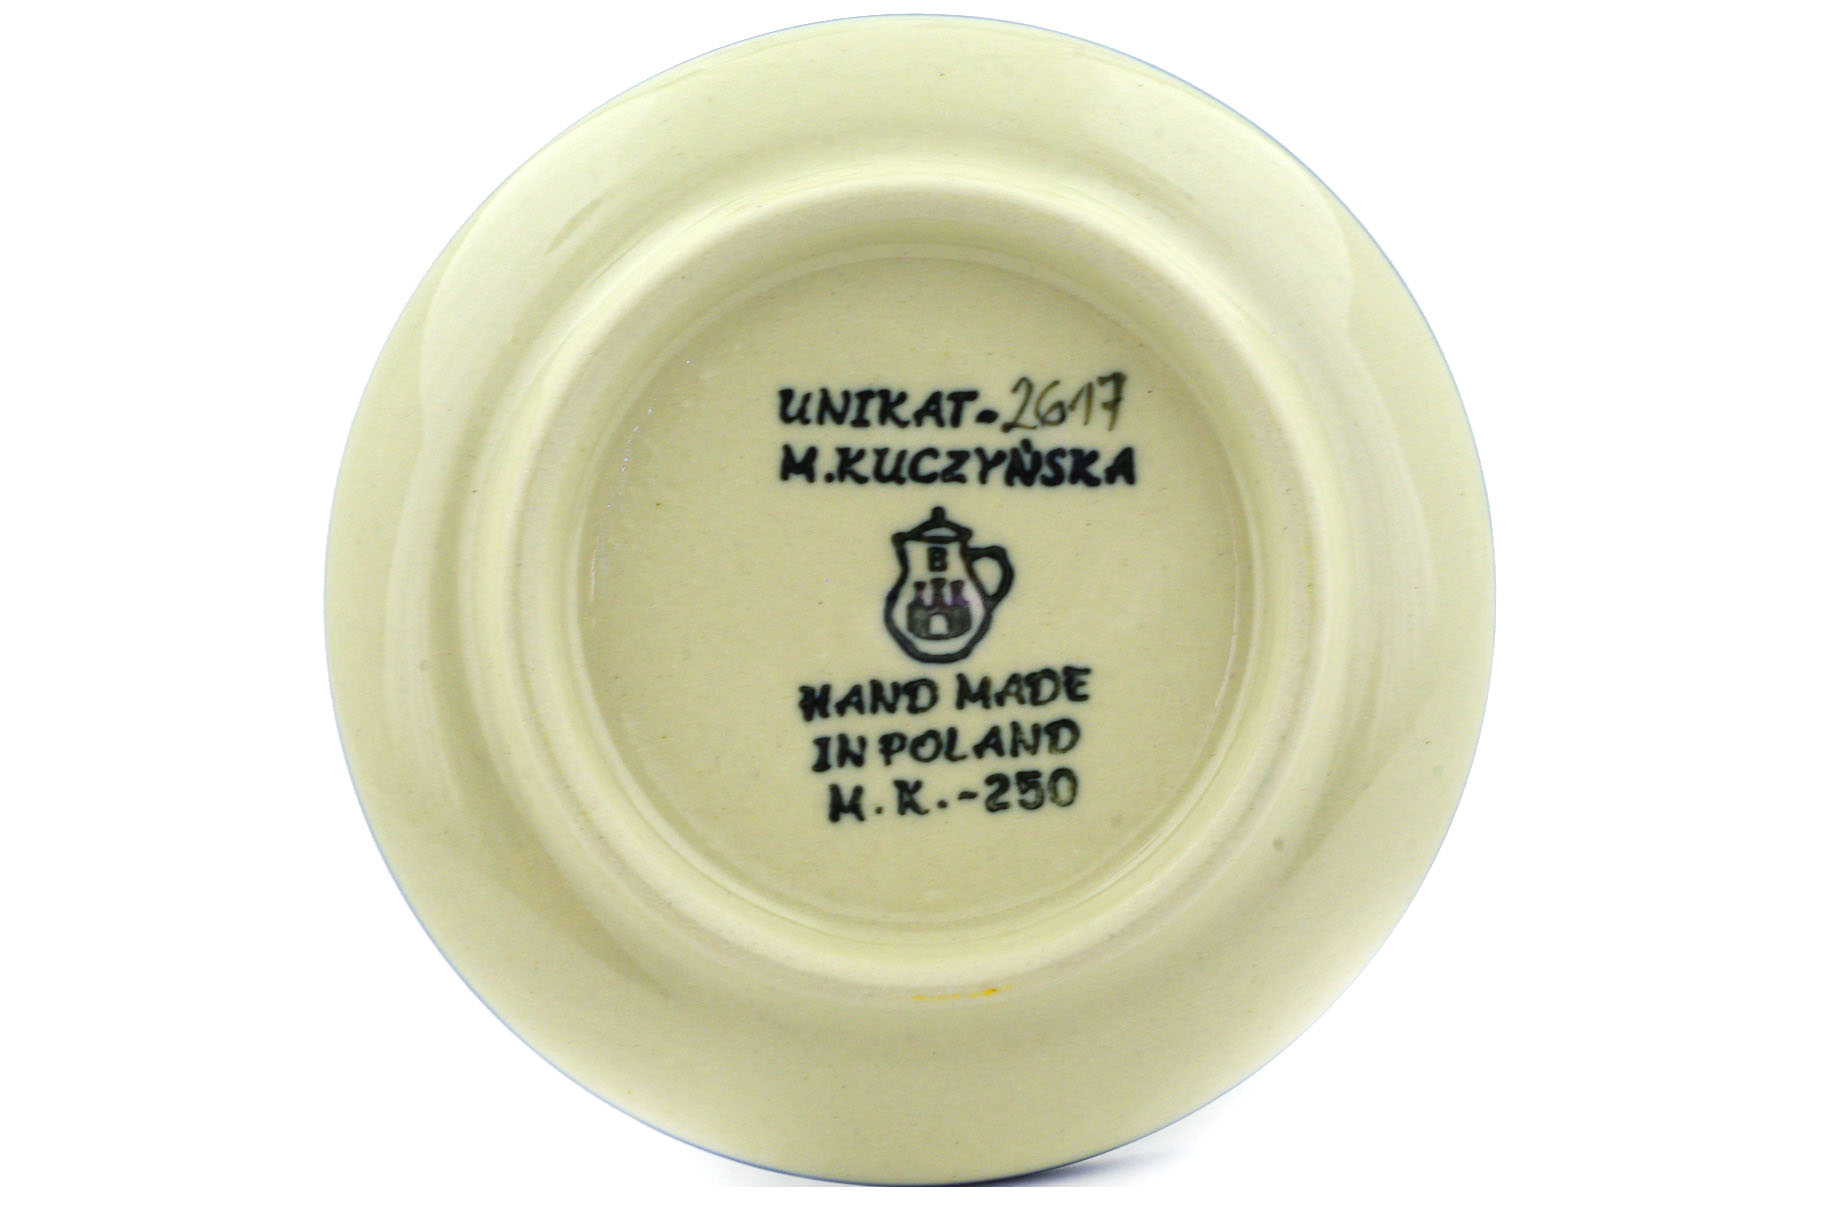 UNIKAT-2617
M.KUCZYŃSKA
B
HAND MADE
IN POLAND
M.K.-250